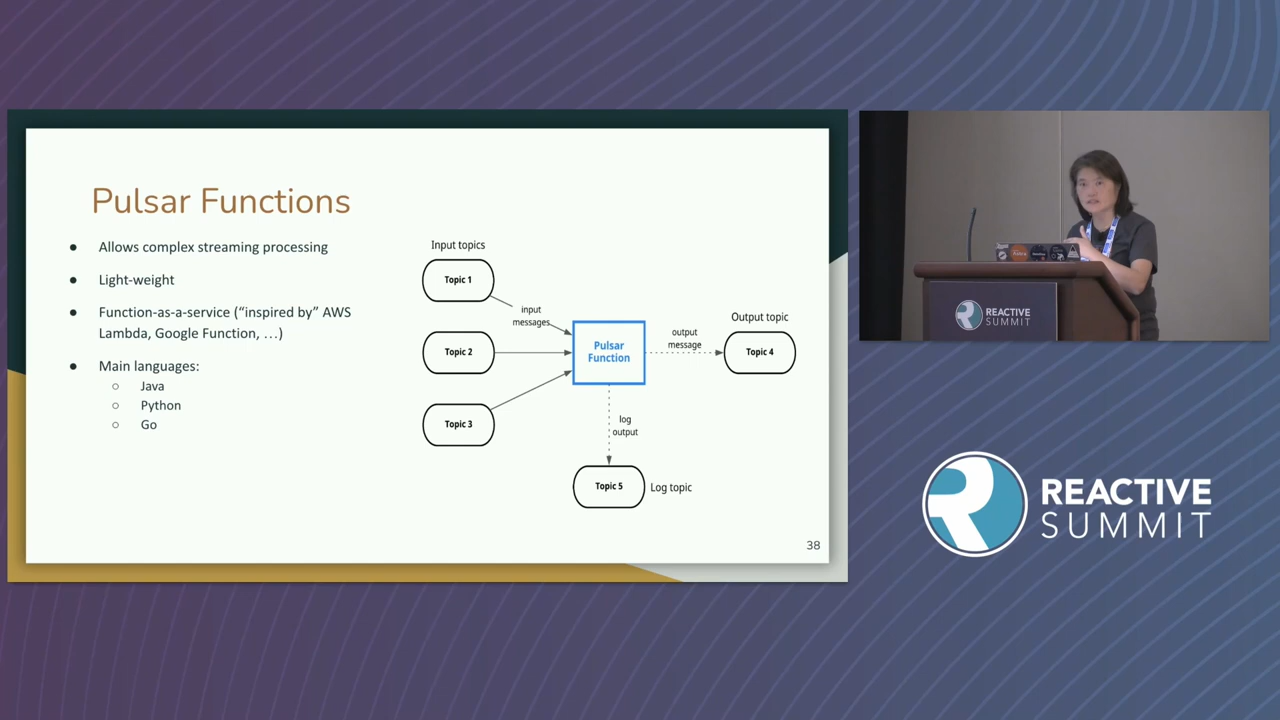 Pulsar Functions
● Allows complex streaming processing
● Light-weight
● Function-as-a-service (“inspired by” AWS
Lambda, Google Function, …)
● Main languages:
○ Java
○ Python
○ Go
Input topics
Topic 1
Topic 2
Topic 3
input
messages
Pulsar
Function
output
message
Output topic
Topic 4
log
output
Topic 5
Log topic
38
REACTIVE
SUMMIT
REACTIVE
SUMMIT